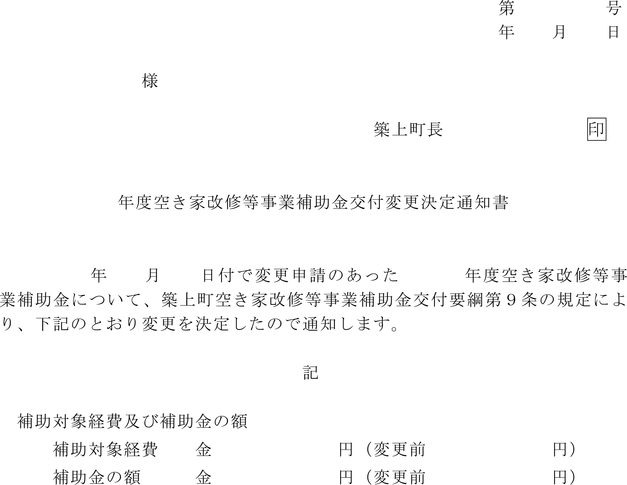 第　　　　　号
年　　月　　日
様
築上町長　　　　　　　　印
年度空き家改修等事業補助金交付変更決定通知書
年　　月　　日付で変更申請のあった　　　　年度空き家改修等事
業補助金について、築上町空き家改修等事業補助金交付要綱第９条の規定によ
り、下記のとおり変更を決定したので通知します。
記
補助対象経費及び補助金の額
補助対象経費　　金　　　　　　　円（変更前　　　　　　　円）
補助金の額　　　金　　　　　　　円（変更前　　　　　　　円）